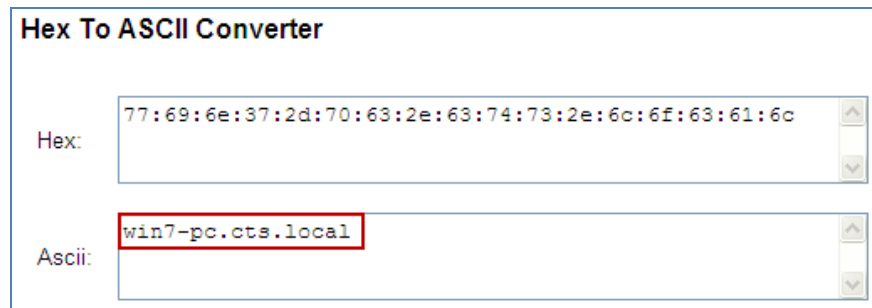 Hex To ASCII Converter
Hex:
77:69:6e:37:2d:70:63:2e:63:74:73:2e:6c:6f:63:61:6c
Ascii:
win7-pc.cts.local